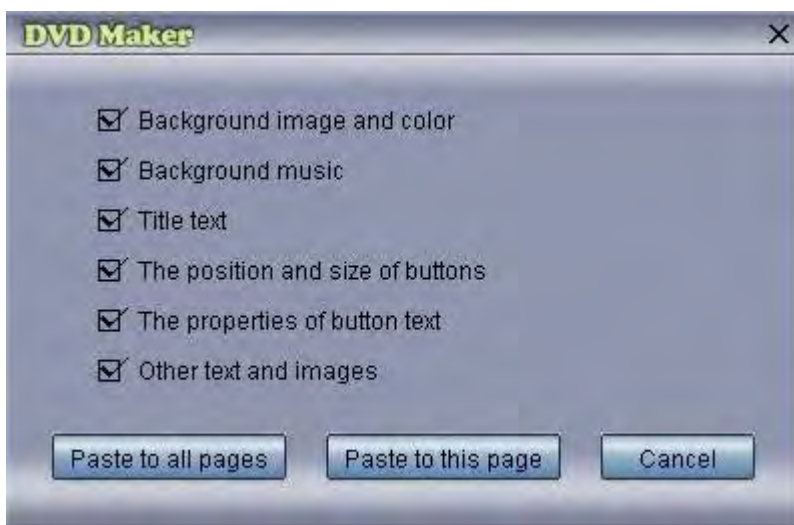 DVD Maker
Background image and color
Background music
Title text
The position and size of buttons
The properties of button text
Other text and images
Paste to all pages
Paste to this page
Cancel